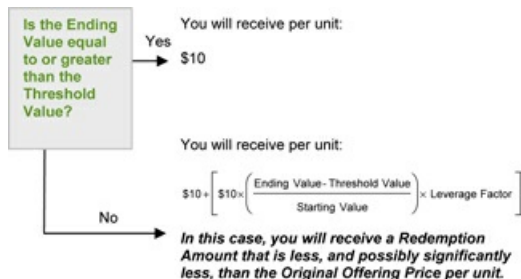 Is the Ending
Value equal
to or greater
than the
Threshold
Value?
Yes
You will receive per unit:
$10
You will receive per unit:
$10+[$10×(Ending Value-Threshold Value
Starting Value)× Leverage Factor]
No
In this case, you will receive a Redemption
Amount that is less, and possibly significantly
less, than the Original Offering Price per unit.